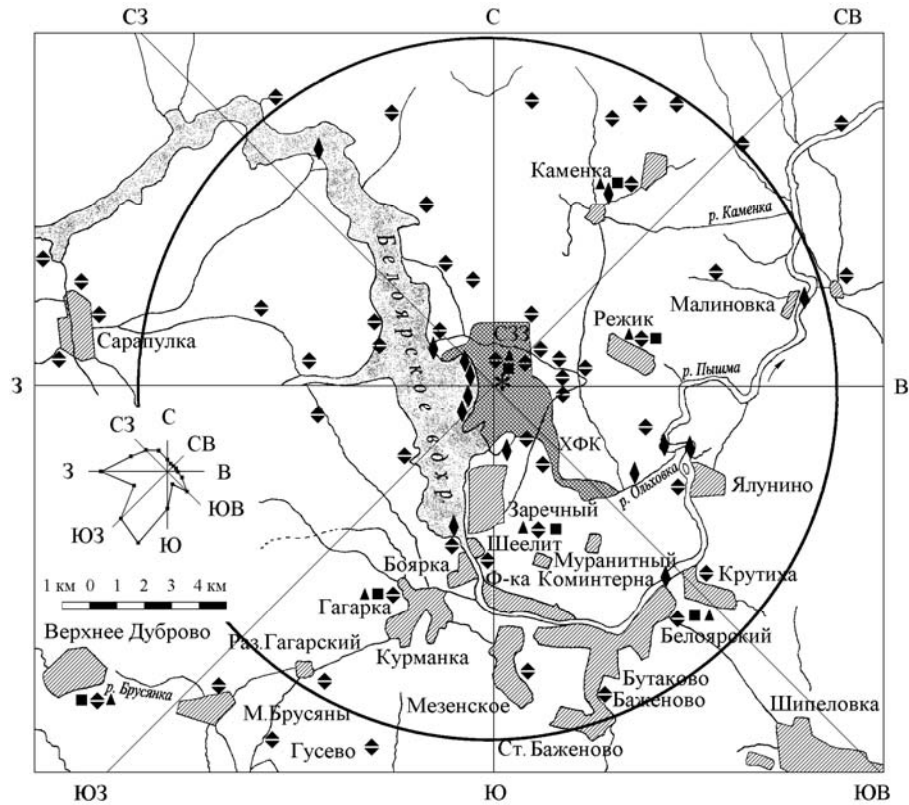 СЗ
С
СВ
Каменка
р. Каменка
Белоярское вдхр
Малиновка
Режик
СЗЗ
Сарапулка
р. Пышма
З
В
С
СЗ
СВ
З
В
ЮЗ
ЮВ
Ю
ХФК
р. Ольховка
Ялунино
Заречный
Шеелит
Муранитный
Боярка
Ф-ка Коминтерна
Крутиха
1 км 0 1 2 3 4 км
Гагарка
Верхнее Дуброво
Раз.Гагарский
Белоярский
Курманка
Бутаково
р. Брусянка
Баженово
М.Брусяны
Мезенское
Шипеловка
Гусево
Ст. Баженово
ЮЗ
Ю
ЮВ